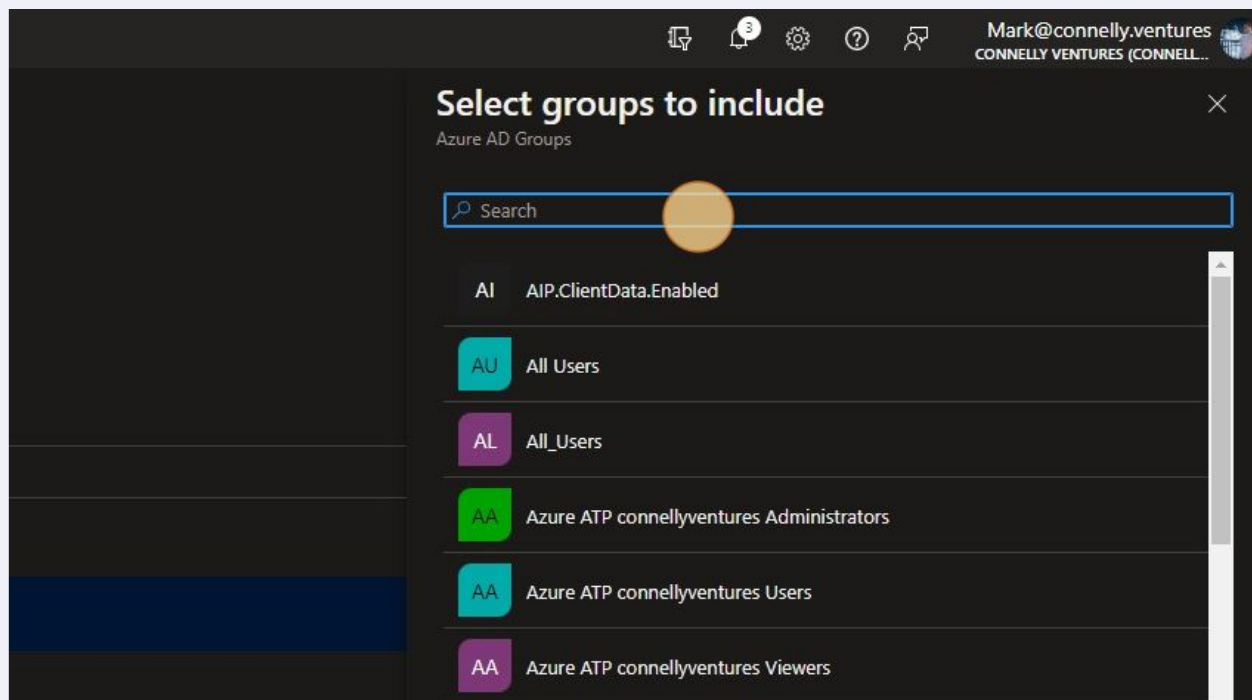 3
Mark@connelly.ventures
CONNELLY VENTURES (CONNELL...
Select groups to include
Azure AD Groups
Search
AI AIP.ClientData.Enabled
AU All Users
AL All_Users
AA Azure ATP connellyventures Administrators
AA Azure ATP connellyventures Users
AA Azure ATP connellyventures Viewers